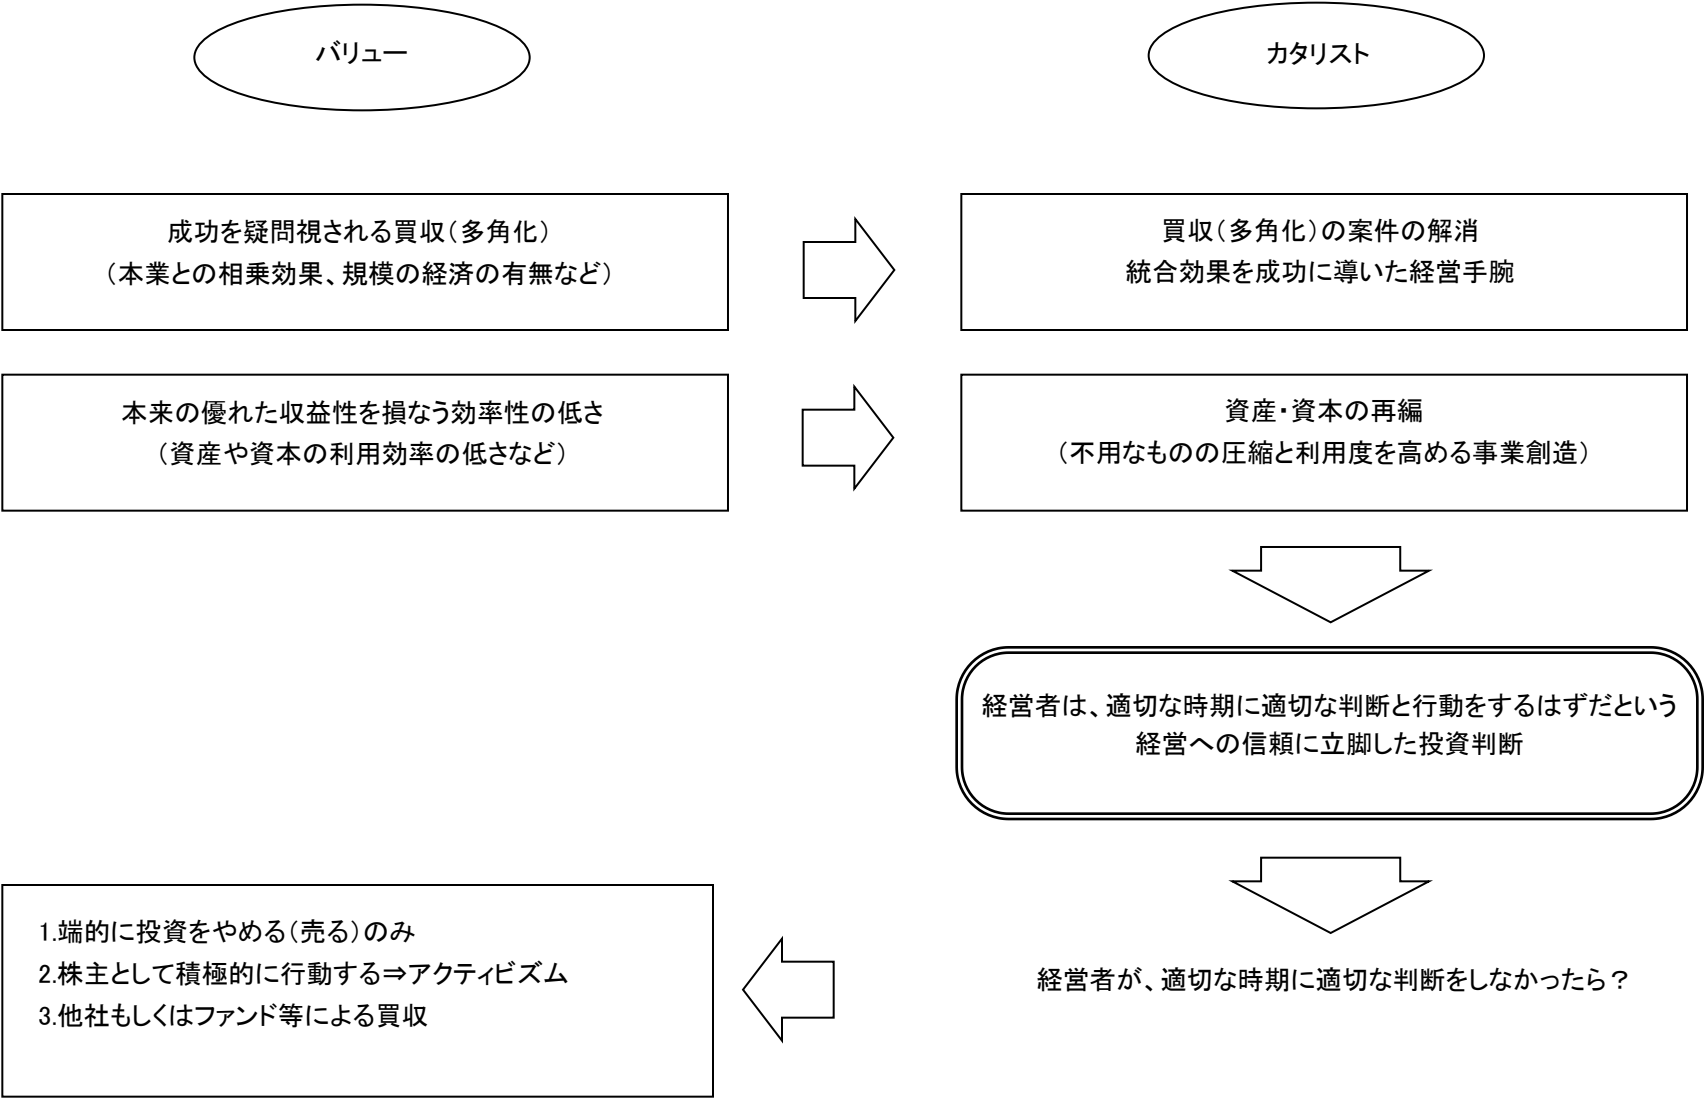 バリュー
カタリスト
成功を疑問視される買収（多角化）
（本業との相乗効果、規模の経済の有無など）
買収（多角化）の案件の解消
統合効果を成功に導いた経営手腕
本来の優れた収益性を損なう効率性の低さ
（資産や資本の利用効率の低さなど）
資産・資本の再編
（不用なものの圧縮と利用度を高める事業創造）
経営者は、適切な時期に適切な判断と行動をするはずだという
経営への信頼に立脚した投資判断
経営者が、適切な時期に適切な判断をしなかったら？
1.端的に投資をやめる（売る）のみ
2.株主として積極的に行動する⇒アクティビズム
3.他社もしくはファンド等による買収